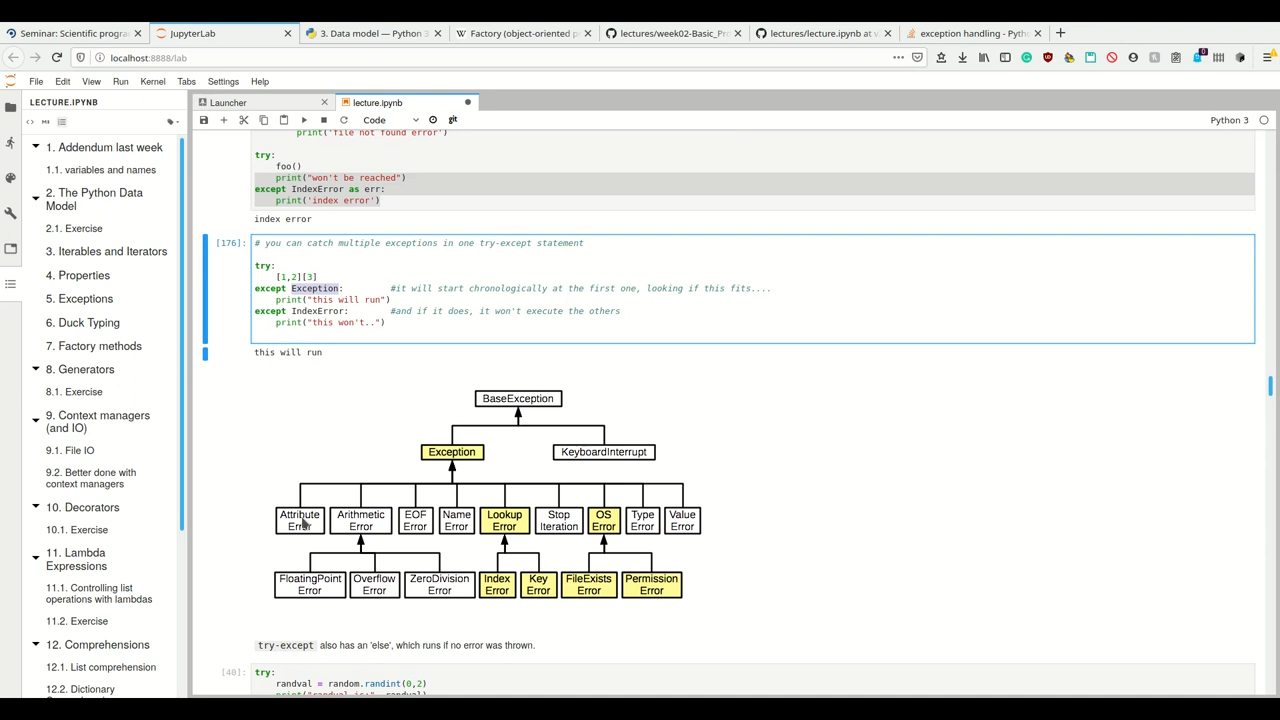 Seminar: Scientific progra
JupyterLab
3. Data model — Python 3
Factory (object-oriented p
lectures/week02-Basic_Pr
lectures/lecture.ipynb at v
exception handling - Pyth
localhost:8888/lab
File Edit View Run Kernel Tabs Settings Help
LECTURE.IPYNB
Launcher
lecture.ipynb
Code
git
Python 3
1. Addendum last week
1.1. variables and names
2. The Python Data
Model
2.1. Exercise
3. Iterables and Iterators
4. Properties
5. Exceptions
6. Duck Typing
7. Factory methods
8. Generators
8.1. Exercise
9. Context managers
(and IO)
9.1. File IO
9.2. Better done with
context managers
10. Decorators
10.1. Exercise
11. Lambda
Expressions
11.1. Controlling list
operations with lambdas
11.2. Exercise
12. Comprehensions
12.1. List comprehension
12.2. Dictionary
print('file not found error')
try:
foo()
print("won't be reached")
except IndexError as err:
print('index error')
index error
[176]:
# you can catch multiple exceptions in one try-except statement
try:
[1,2][3]
except Exception: #it will start chronologically at the first one, looking if this fits....
print("this will run")
except IndexError: #and if it does, it won't execute the others
print("this won't..")
this will run
BaseException
Exception KeyboardInterrupt
Attribute Error
Arithmetic Error
EOF Error
Name Error
Lookup Error
Stop Iteration
OS Error
Type Error
Value Error
FloatingPoint Error
Overflow Error
ZeroDivision Error
Index Error
Key Error
FileExists Error
Permission Error
try-except also has an 'else', which runs if no error was thrown.
[40]:
try:
randval = random.randint(0,2)
print("randval is:", randval)